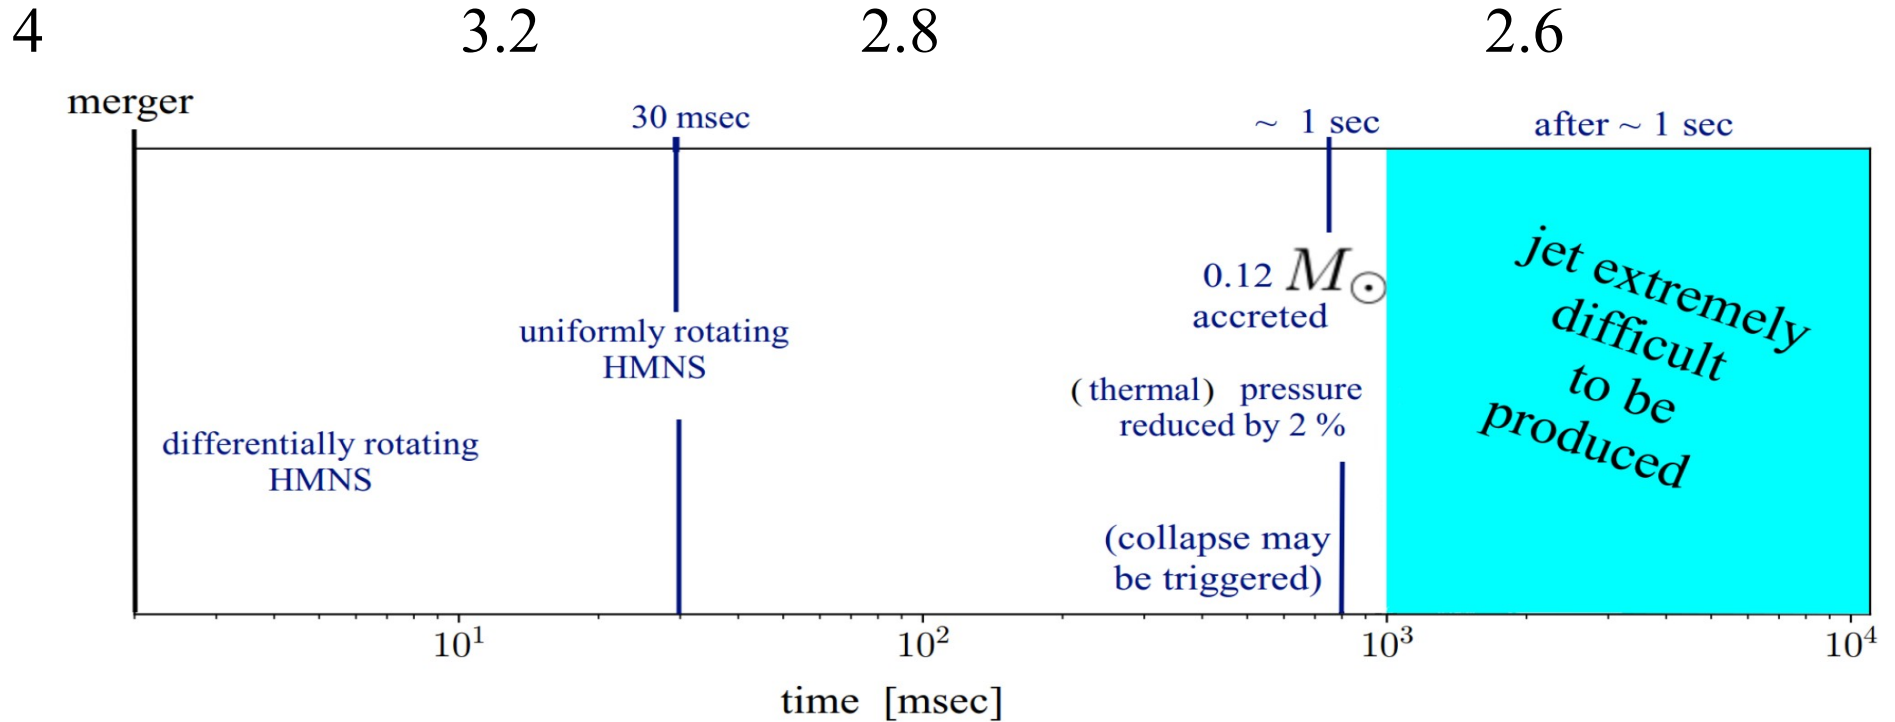 4 3.2 2.8 2.6
merger
30 msec
~ 1 sec
after ~ 1 sec
0.12 M☉
accreted
uniformly rotating
HMNS
(thermal) pressure
reduced by 2 %
differentially rotating
HMNS
(collapse may
be triggered)
jet extremely
difficult
to be
produced
10¹ 10² 10³ 10⁴
time [msec]